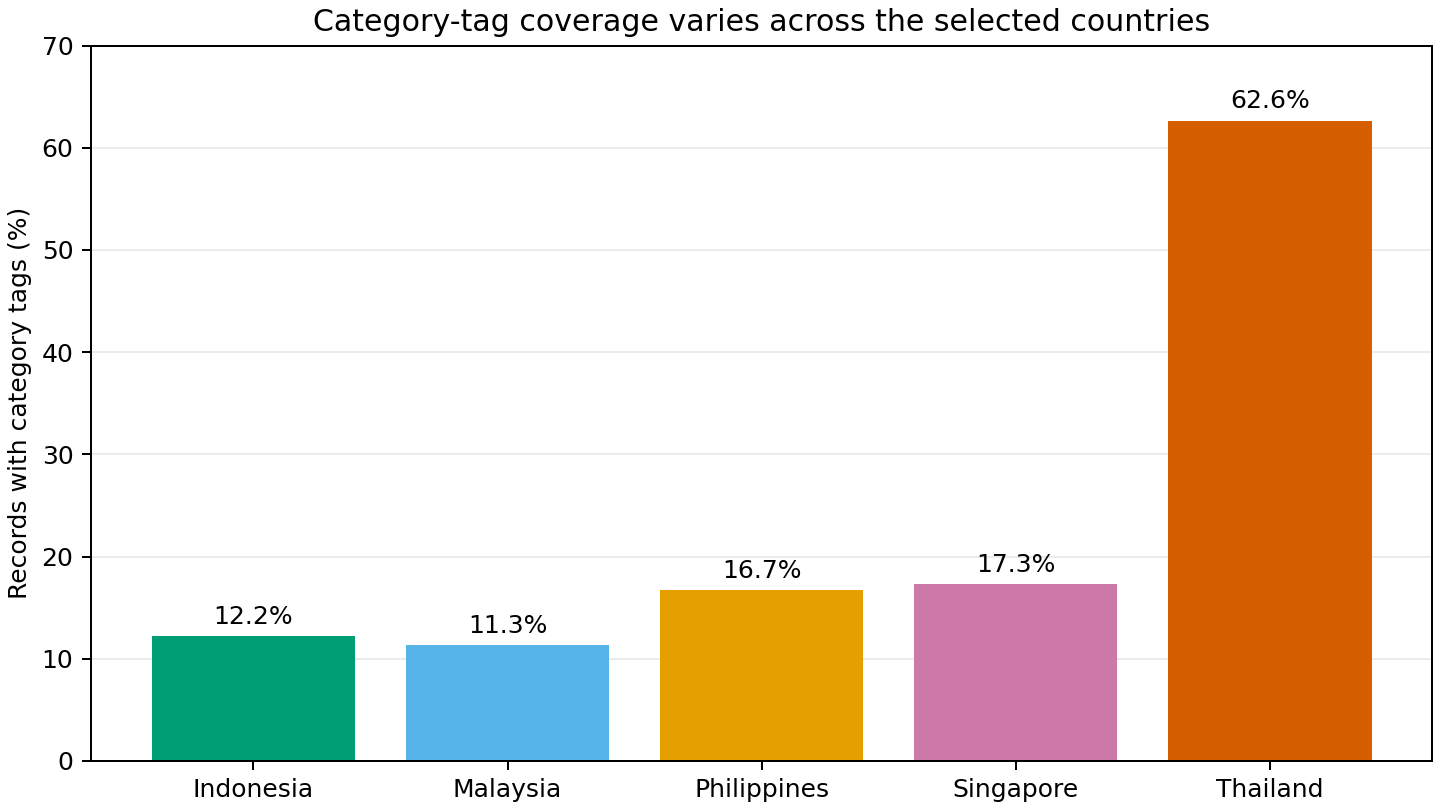 Category-tag coverage varies across the selected countries
Records with category tags (%)
70
60
50
40
30
20
10
0
12.2%
11.3%
16.7%
17.3%
62.6%
Indonesia
Malaysia
Philippines
Singapore
Thailand